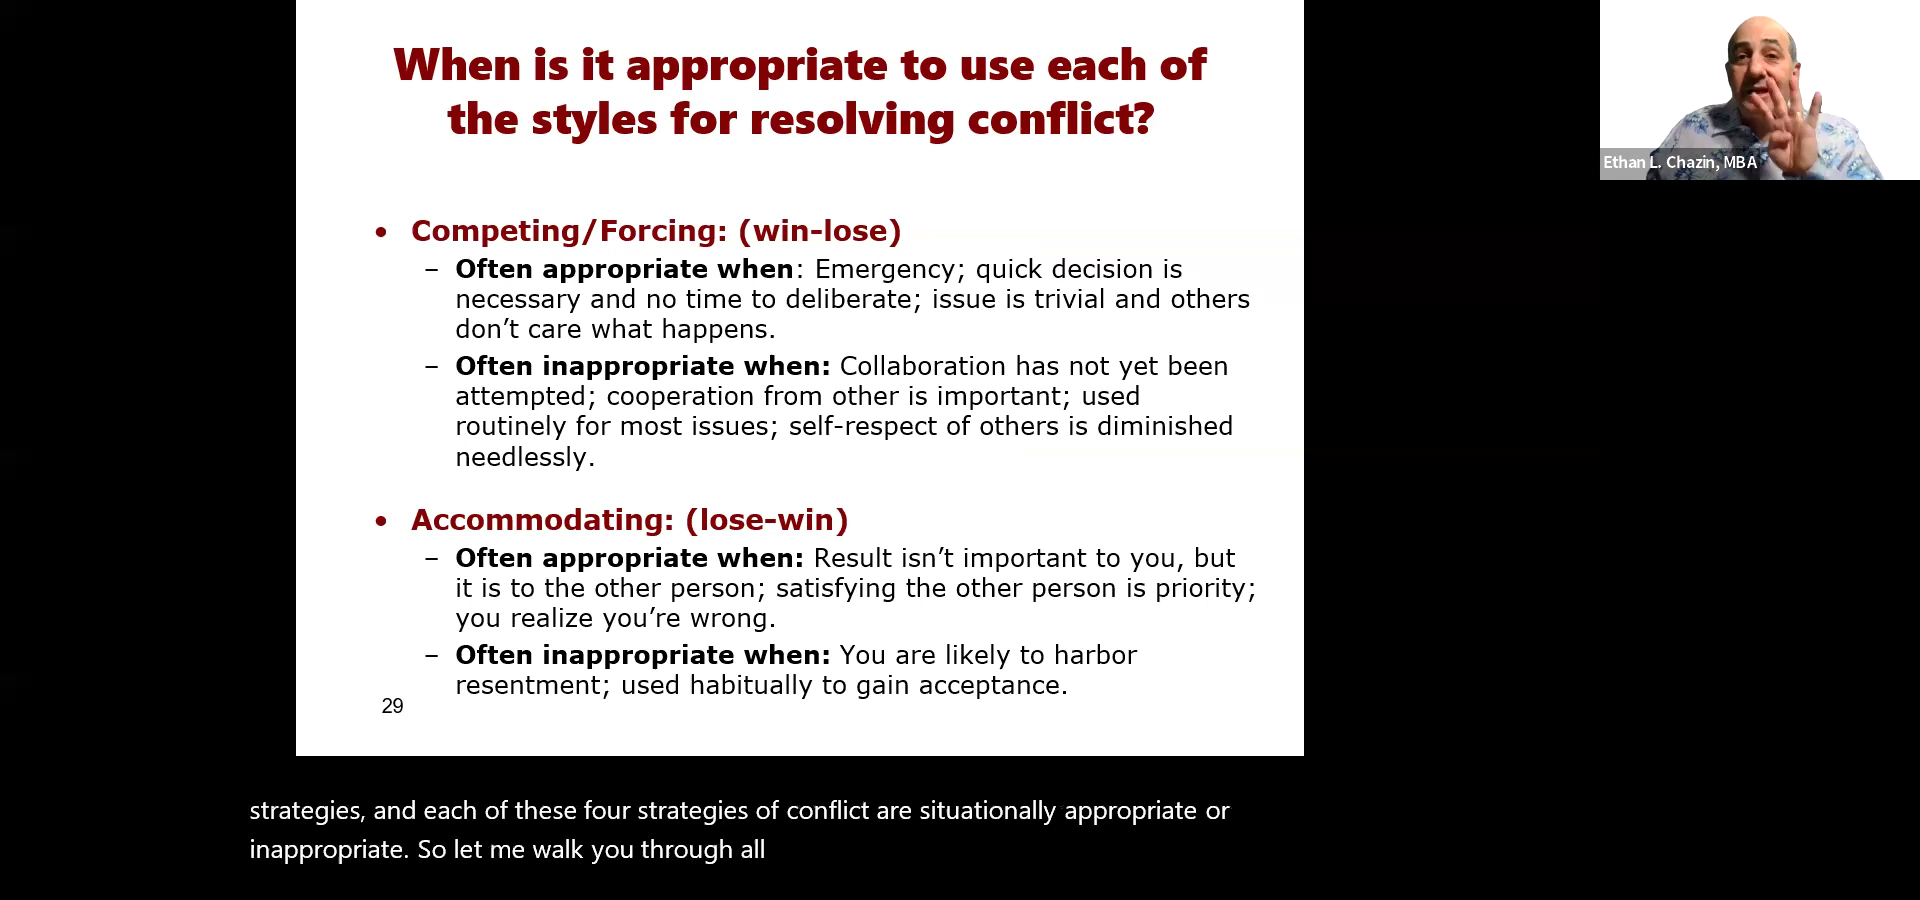 When is it appropriate to use each of
the styles for resolving conflict?
• Competing/Forcing: (win-lose)
– Often appropriate when: Emergency; quick decision is
necessary and no time to deliberate; issue is trivial and others
don’t care what happens.
– Often inappropriate when: Collaboration has not yet been
attempted; cooperation from other is important; used
routinely for most issues; self-respect of others is diminished
needlessly.
• Accommodating: (lose-win)
– Often appropriate when: Result isn’t important to you, but
it is to the other person; satisfying the other person is priority;
you realize you’re wrong.
– Often inappropriate when: You are likely to harbor
resentment; used habitually to gain acceptance.
29
Ethan L. Chazin, MBA
strategies, and each of these four strategies of conflict are situationally appropriate or
inappropriate. So let me walk you through all